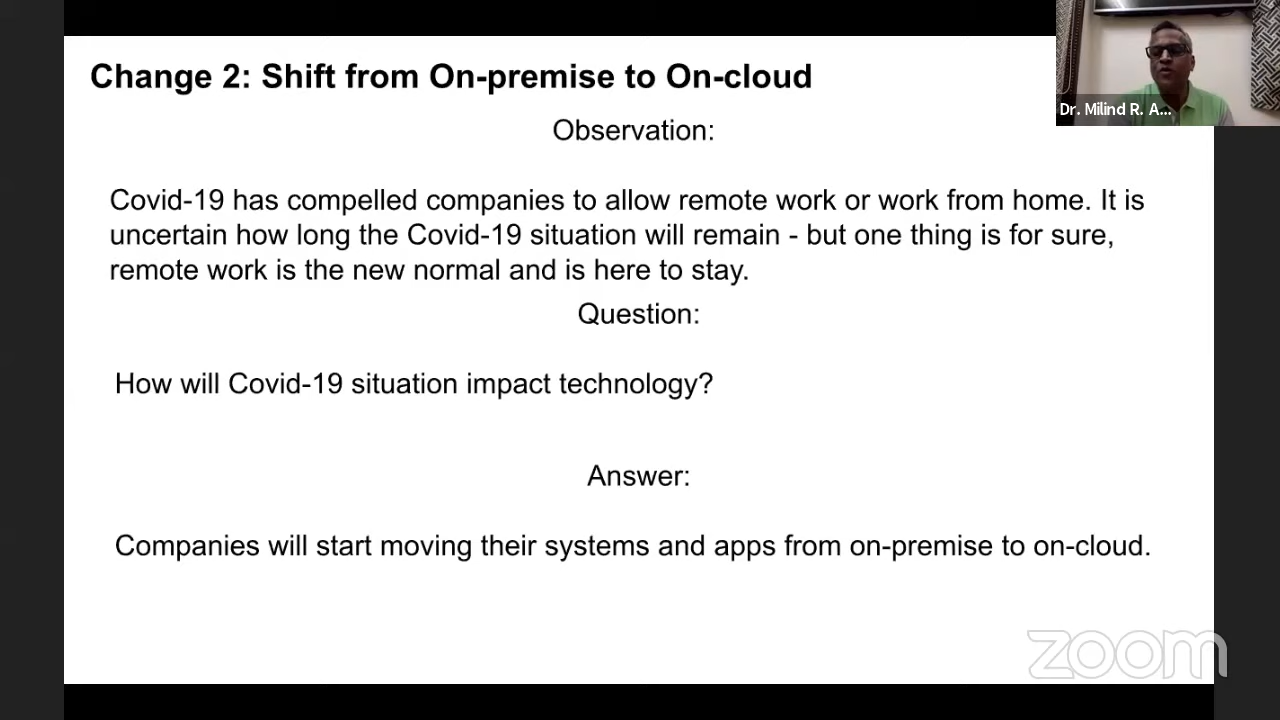 Change 2: Shift from On-premise to On-cloud
Dr. Milind R. A...
Observation:
Covid-19 has compelled companies to allow remote work or work from home. It is
uncertain how long the Covid-19 situation will remain - but one thing is for sure,
remote work is the new normal and is here to stay.
Question:
How will Covid-19 situation impact technology?
Answer:
Companies will start moving their systems and apps from on-premise to on-cloud.
zoom